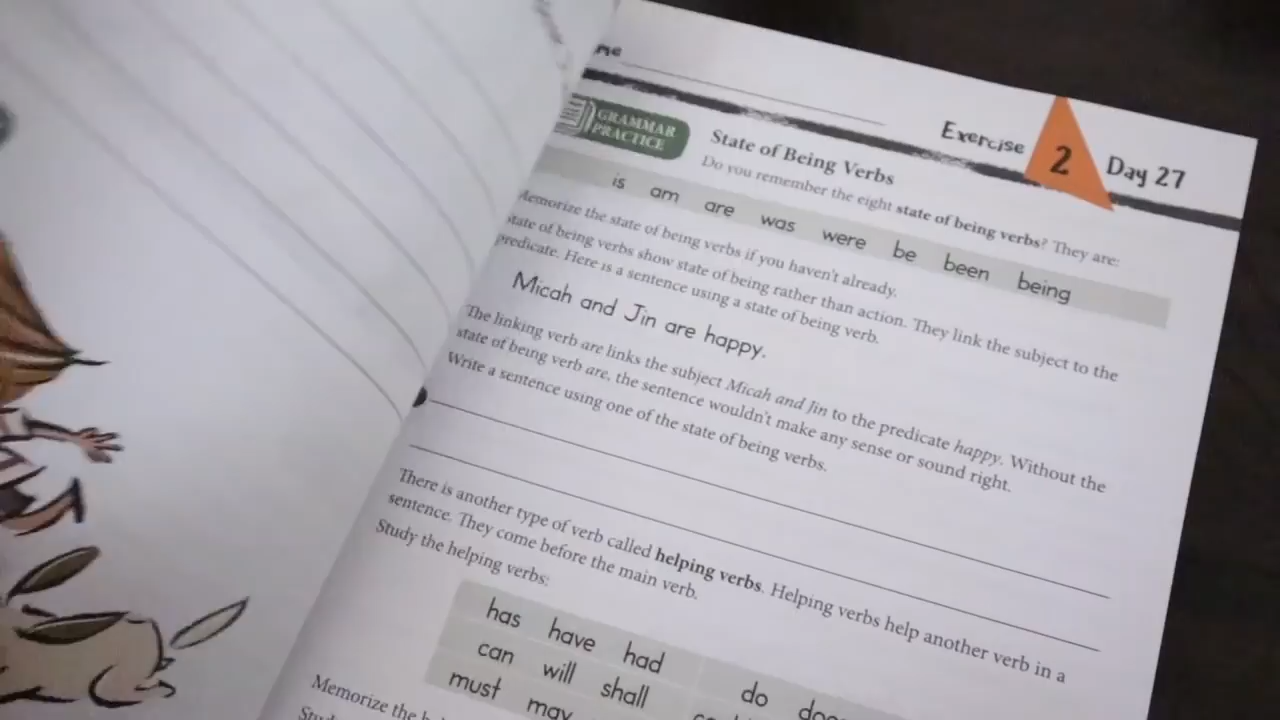 Exercise 2 Day 27
GRAMMAR
PRACTICE
State of Being Verbs
Do you remember the eight state of being verbs? They are:
is am are was were be been being
Memorize the state of being verbs if you haven't already.
State of being verbs show state of being rather than action. They link the subject to the
predicate. Here is a sentence using a state of being verb.
Micah and Jin are happy.
The linking verb are links the subject Micah and Jin to the predicate happy. Without the
state of being verb are, the sentence wouldn't make any sense or sound right.
Write a sentence using one of the state of being verbs.
There is another type of verb called helping verbs. Helping verbs help another verb in a
sentence. They come before the main verb.
Study the helping verbs:
has have had do
can will shall
must may
Memorize the